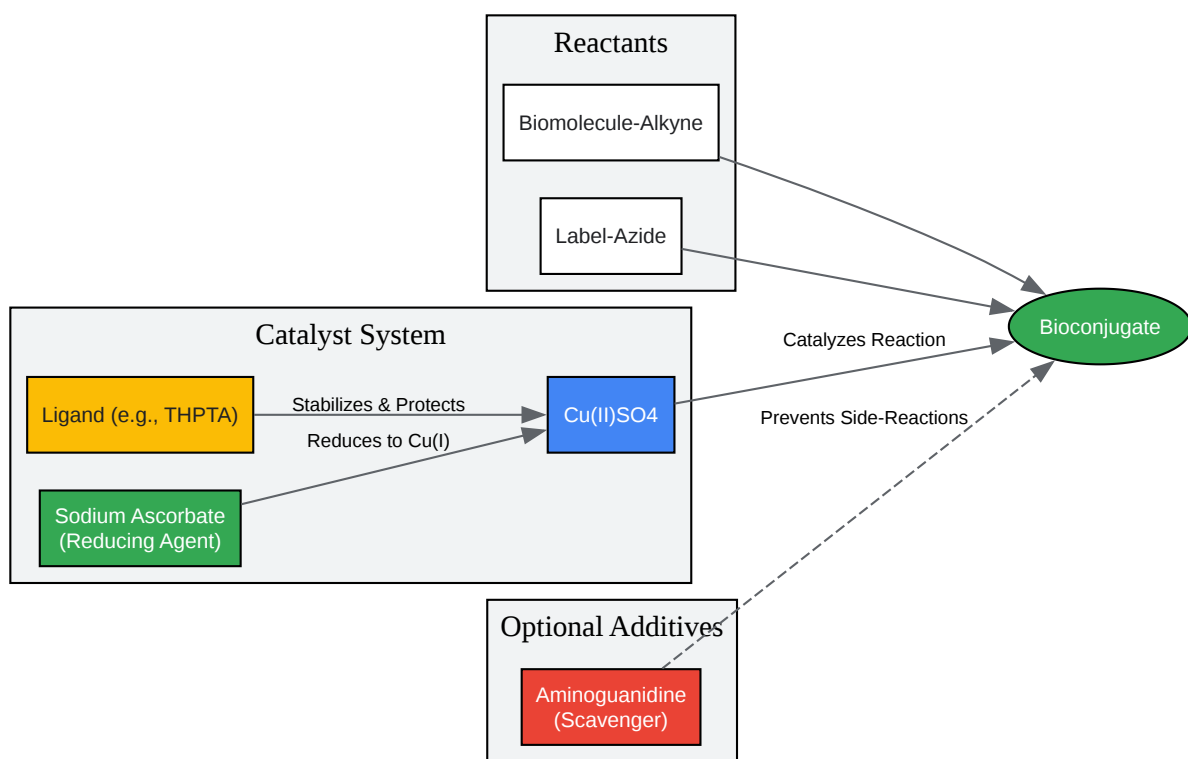 Reactants
Biomolecule-Alkyne
Label-Azide
Bioconjugate
Catalyst System
Catalyzes Reaction
Ligand (e.g., THPTA)
Stabilizes & Protects
Cu(II)SO4
Reduces to Cu(I)
Prevents Side-Reactions
Sodium Ascorbate
(Reducing Agent)
Optional Additives
Aminoguanidine
(Scavenger)